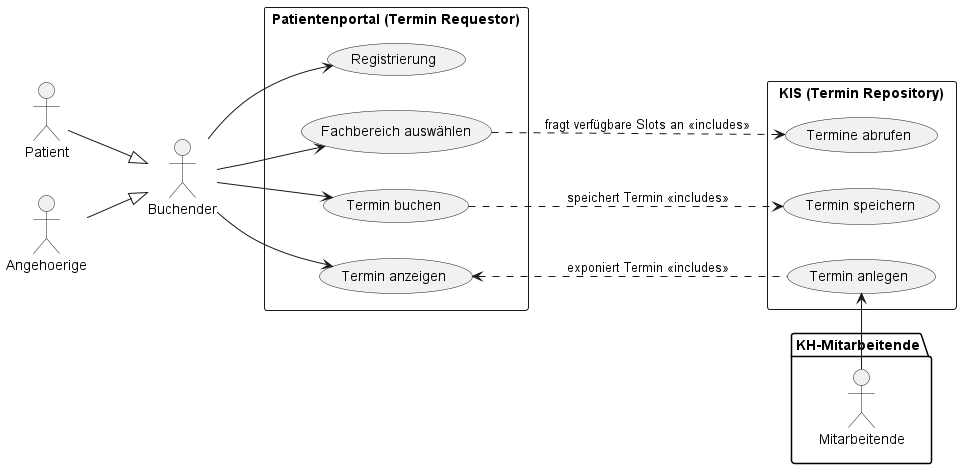 Patientenportal (Termin Requestor)
Registrierung
Fachbereich auswählen
Termin buchen
Termin anzeigen
Patient
Angehoerige
Buchender
fragt verfügbare Slots an «includes»
speichert Termin «includes»
exponiert Termin «includes»
KIS (Termin Repository)
Termine abrufen
Termin speichern
Termin anlegen
KH-Mitarbeitende
Mitarbeitende